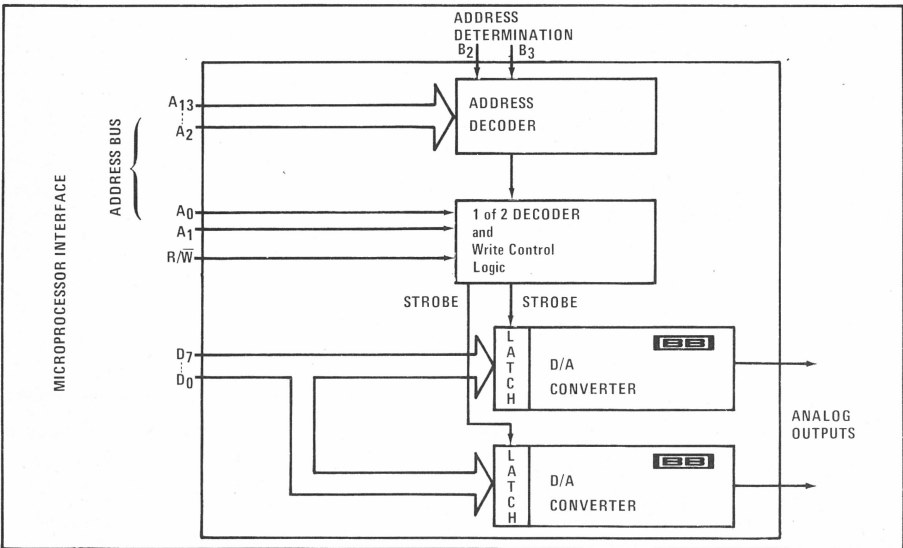 ADDRESS
DETERMINATION
B2 B3
A13
A2
ADDRESS
DECODER
ADDRESS BUS
MICROPROCESSOR INTERFACE
A0
A1
R/W̅
1 of 2 DECODER
and
Write Control
Logic
STROBE
STROBE
D7
D0
LATCH
D/A
CONVERTER
BB
ANALOG
OUTPUTS
LATCH
D/A
CONVERTER
BB